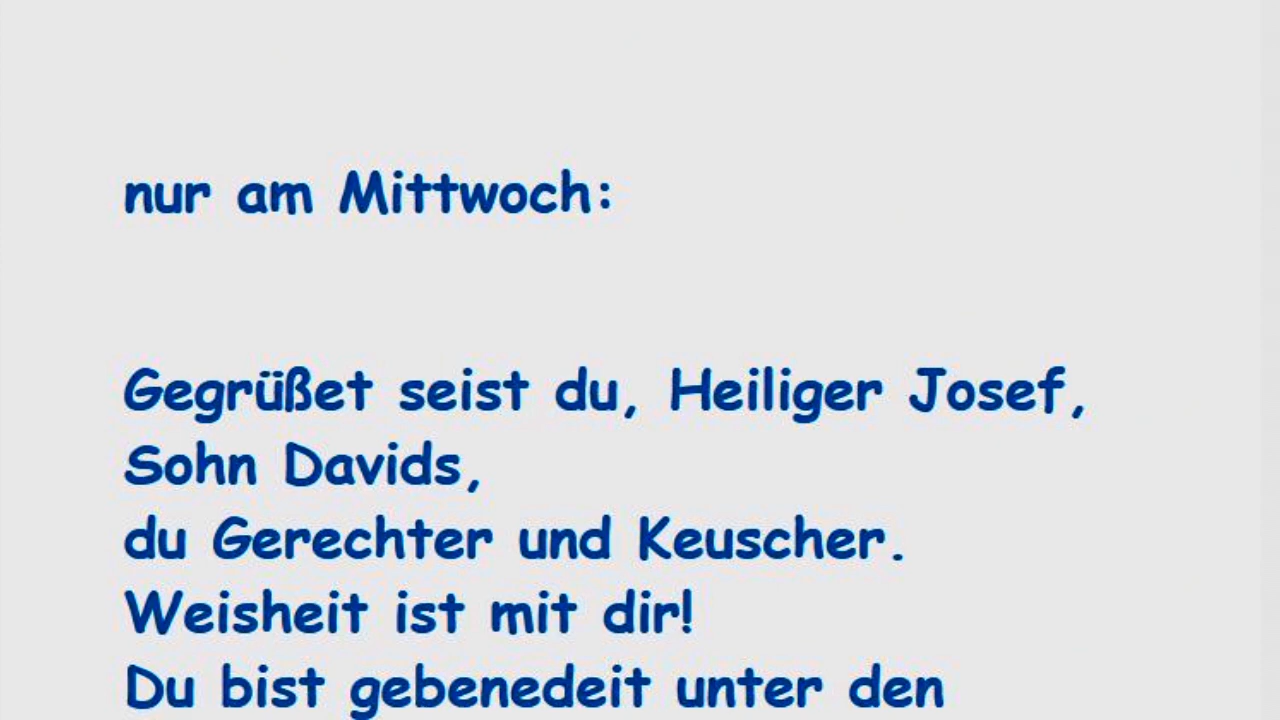 nur am Mittwoch:
Gegrüßet seist du, Heiliger Josef,
Sohn Davids,
du Gerechter und Keuscher.
Weisheit ist mit dir!
Du bist gebenedeit unter den